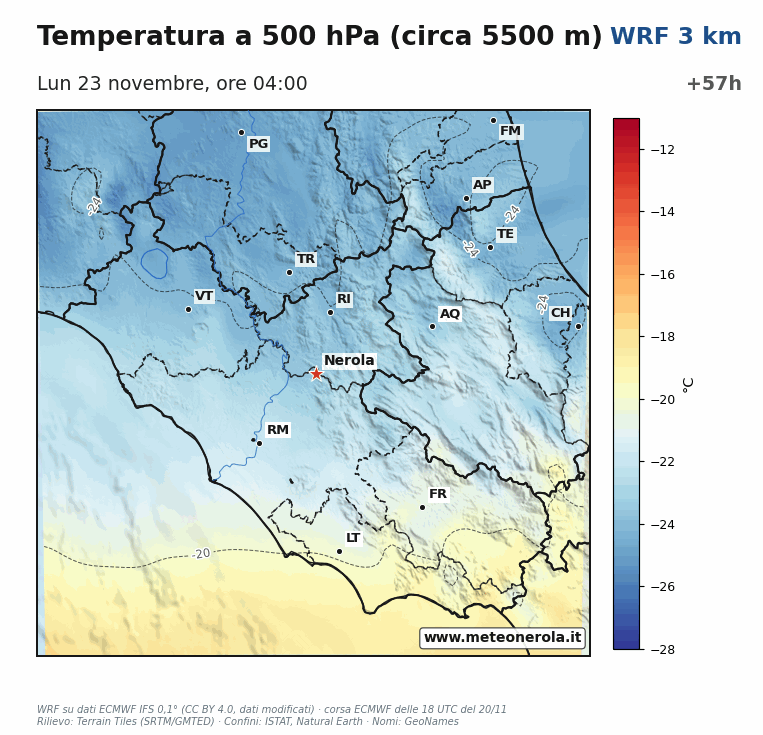 Temperatura a 500 hPa (circa 5500 m) WRF 3 km
Lun 23 novembre, ore 04:00 +57h
FM
PG
AP
-24
-24
TE
-24
TR
VT
RI
-24
CH
AQ
Nerola
RM
FR
LT
-20
www.meteonerola.it
−12
−14
−16
−18
−20
−22
−24
−26
−28
°C
WRF su dati ECMWF IFS 0,1° (CC BY 4.0, dati modificati) · corsa ECMWF delle 18 UTC del 20/11
Rilievo: Terrain Tiles (SRTM/GMTED) · Confini: ISTAT, Natural Earth · Nomi: GeoNames